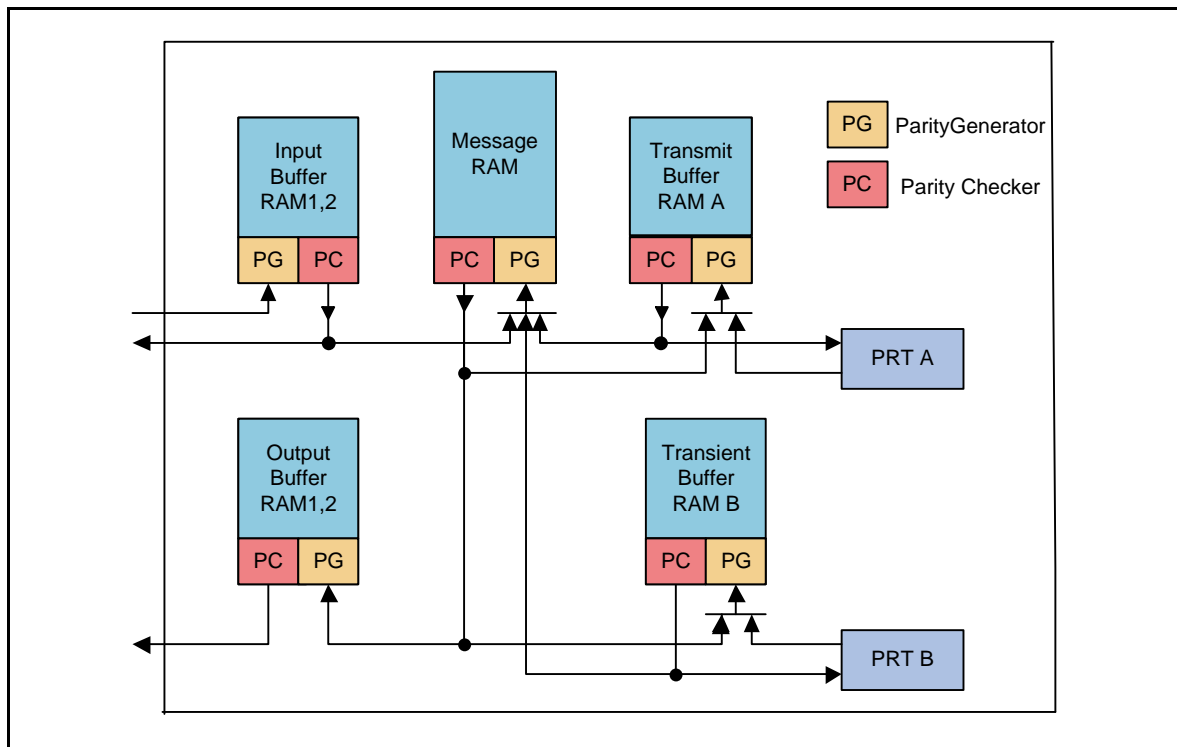 Input
Buffer
RAM1,2
PG
PC
Message
RAM
PC
PG
Transmit
Buffer
RAM A
PC
PG
PG
ParityGenerator
PC
Parity Checker
PRT A
Output
Buffer
RAM1,2
PC
PG
Transient
Buffer
RAM B
PC
PG
PRT B